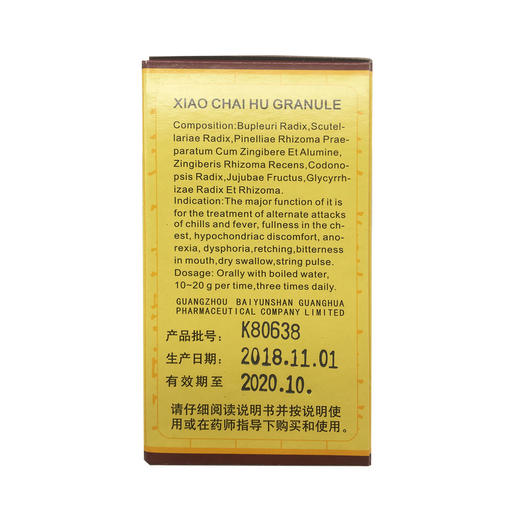 XIAO CHAI HU GRANULE
Composition:Bupleuri Radix,Scutel-
lariae Radix,Pinelliae Rhizoma Prae-
paratum Cum Zingibere Et Alumine,
Zingiberis Rhizoma Recens,Codono-
psis Radix,Jujubae Fructus,Glycyrr-
hizae Radix Et Rhizoma.
Indication:The major function of it is
for the treatment of alternate attacks
of chills and fever, fullness in the ch-
est, hypochondriac discomfort, ano-
rexia, dysphoria,retching,bitterness
in mouth,dry swallow,string pulse.
Dosage: Orally with boiled water,
10~20 g per time,three times daily.
GUANGZHOU BAIYUNSHAN GUANGHUA
PHARMACEUTICAL COMPANY LIMITED
产品批号: K80638
生产日期: 2018.11.01
有效期至 2020.10.
请仔细阅读说明书并按说明使
用或在药师指导下购买和使用。